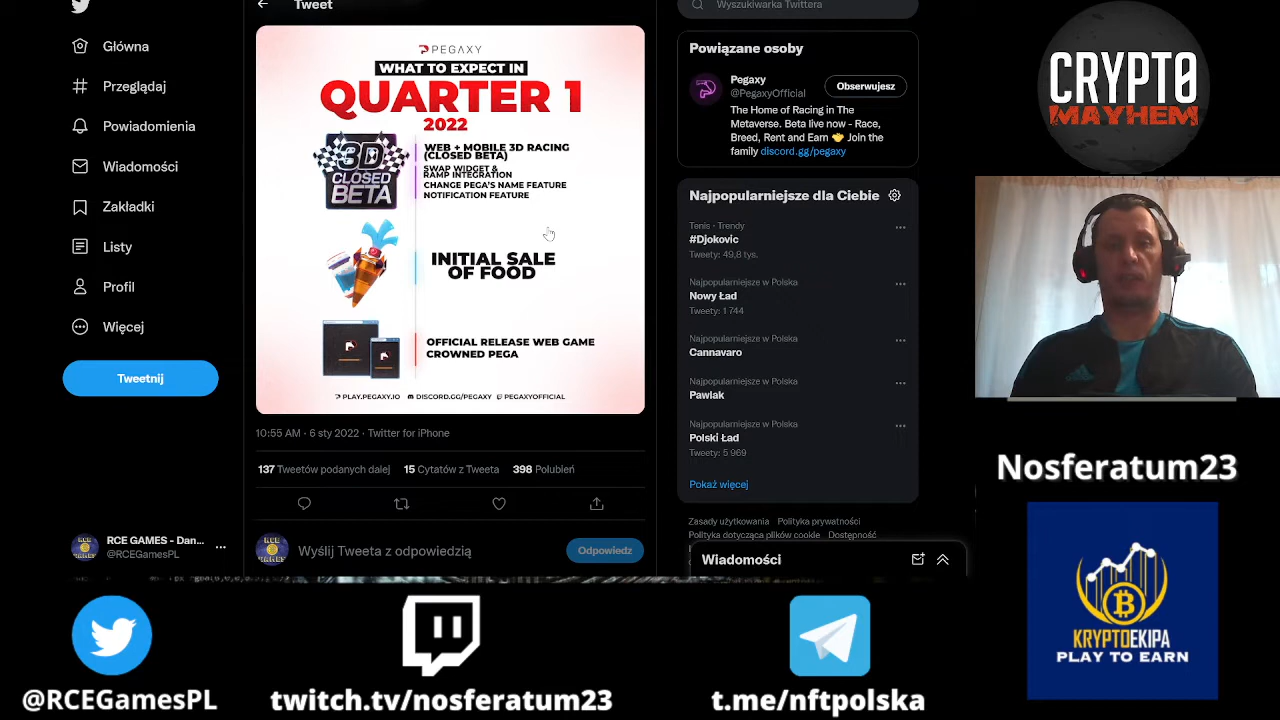 Tweet
Główna
Przeglądaj
Powiadomienia
Wiadomości
Zakładki
Listy
Profil
Więcej
Tweetnij
RCE GAMES - Dan...
@RCEGamesPL
PEGAXY
WHAT TO EXPECT IN
QUARTER 1
2022
3D
CLOSED
BETA
WEB + MOBILE 3D RACING
(CLOSED BETA)
SWAP WIDGET &
RAMP INTEGRATION
CHANGE PEGA'S NAME FEATURE
NOTIFICATION FEATURE
INITIAL SALE
OF FOOD
OFFICIAL RELEASE WEB GAME
CROWNED PEGA
PLAY.PEGAXY.IO DISCORD.GG/PEGAXY PEGAXYOFFICIAL
10:55 AM · 6 sty 2022 · Twitter for iPhone
137 Tweetów podanych dalej 15 Cytatów z Tweeta 398 Polubień
RCE
GAMES
Wyślij Tweeta z odpowiedzią
Odpowiedz
Wyszukiwarka Twittera
Powiązane osoby
Pegaxy
@PegaxyOfficial
Obserwujesz
The Home of Racing in The
Metaverse. Beta live now - Race,
Breed, Rent and Earn Join the
family discord.gg/pegaxy
Najpopularniejsze dla Ciebie
Tenis · Trendy
#Djokovic
Tweety: 49,8 tys.
Najpopularniejsze w Polska
Nowy Ład
Tweety: 1 744
Najpopularniejsze w Polska
Cannavaro
Najpopularniejsze w Polska
Pawlak
Najpopularniejsze w Polska
Polski Ład
Tweety: 5 969
Pokaż więcej
Zasady użytkowania Polityka prywatności
Polityka dotycząca plików cookie Dostępność
Wiadomości
CRYPTO
MAYHEM
Nosferatum23
KRYPTOEKIPA
PLAY TO EARN
@RCEGamesPL
twitch.tv/nosferatum23
t.me/nftpolska